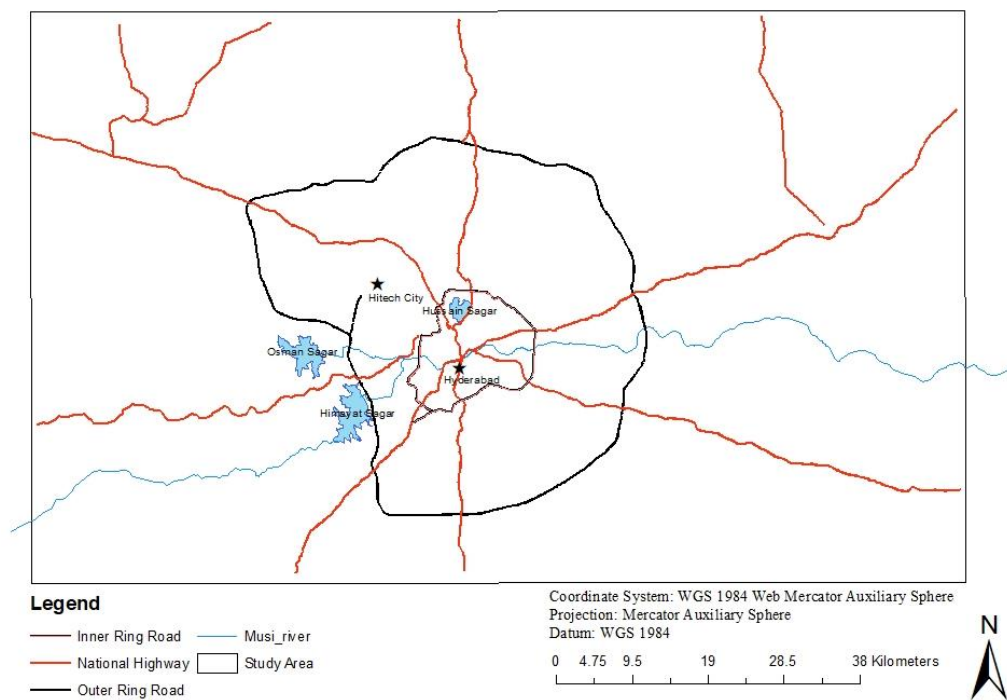 Hitech City
Hussain Sagar
Osman Sagar
Hyderabad
Himayat Sagar
Legend
Inner Ring Road
Musi_river
National Highway
Study Area
Outer Ring Road
Coordinate System: WGS 1984 Web Mercator Auxiliary Sphere
Projection: Mercator Auxiliary Sphere
Datum: WGS 1984
0 4.75 9.5 19 28.5 38 Kilometers
N